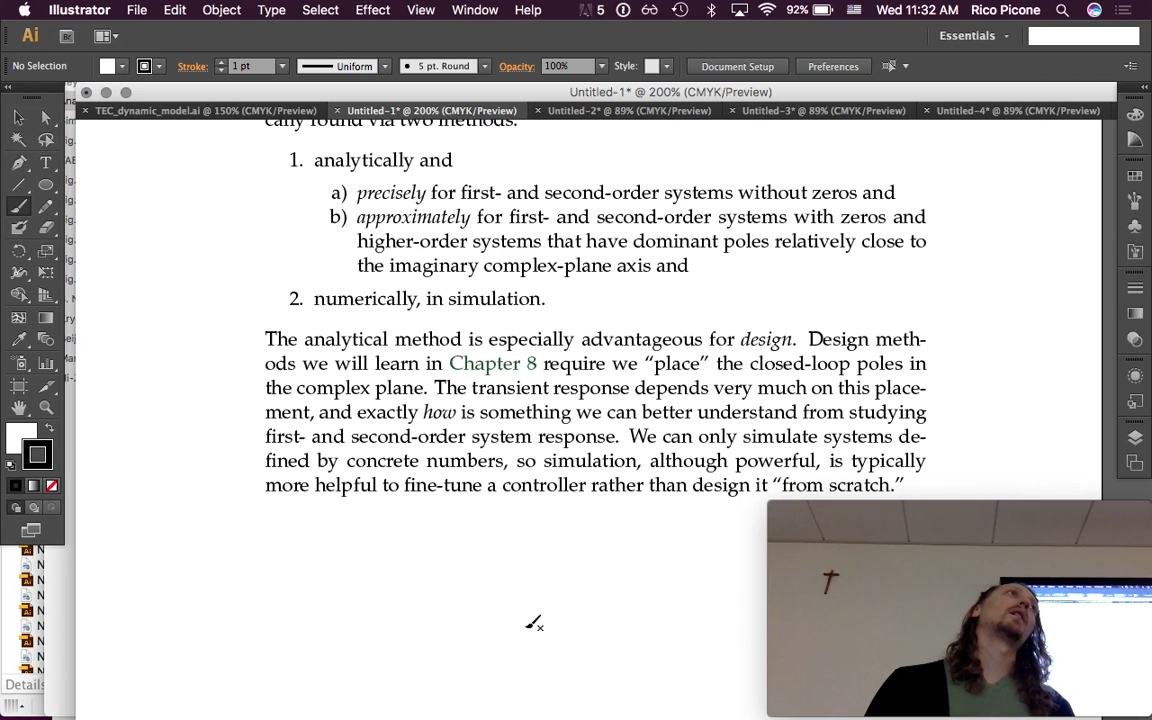 Illustrator File Edit Object Type Select Effect View Window Help 5 92% Wed 11:32 AM Rico Picone
Ai Br Essentials
No Selection Stroke: 1 pt Uniform 5 pt. Round Opacity: 100% Style: Document Setup Preferences
Untitled-1* @ 200% (CMYK/Preview)
TEC_dynamic_model.ai @ 150% (CMYK/Preview) Untitled-1* @ 200% (CMYK/Preview) Untitled-2* @ 89% (CMYK/Preview) Untitled-3* @ 89% (CMYK/Preview) Untitled-4* @ 89% (CMYK/Preview)
cally found via two methods:
1. analytically and
a) precisely for first- and second-order systems without zeros and
b) approximately for first- and second-order systems with zeros and
higher-order systems that have dominant poles relatively close to
the imaginary complex-plane axis and
2. numerically, in simulation.
The analytical method is especially advantageous for design. Design meth-
ods we will learn in Chapter 8 require we “place” the closed-loop poles in
the complex plane. The transient response depends very much on this place-
ment, and exactly how is something we can better understand from studying
first- and second-order system response. We can only simulate systems de-
fined by concrete numbers, so simulation, although powerful, is typically
more helpful to fine-tune a controller rather than design it “from scratch.”
Details